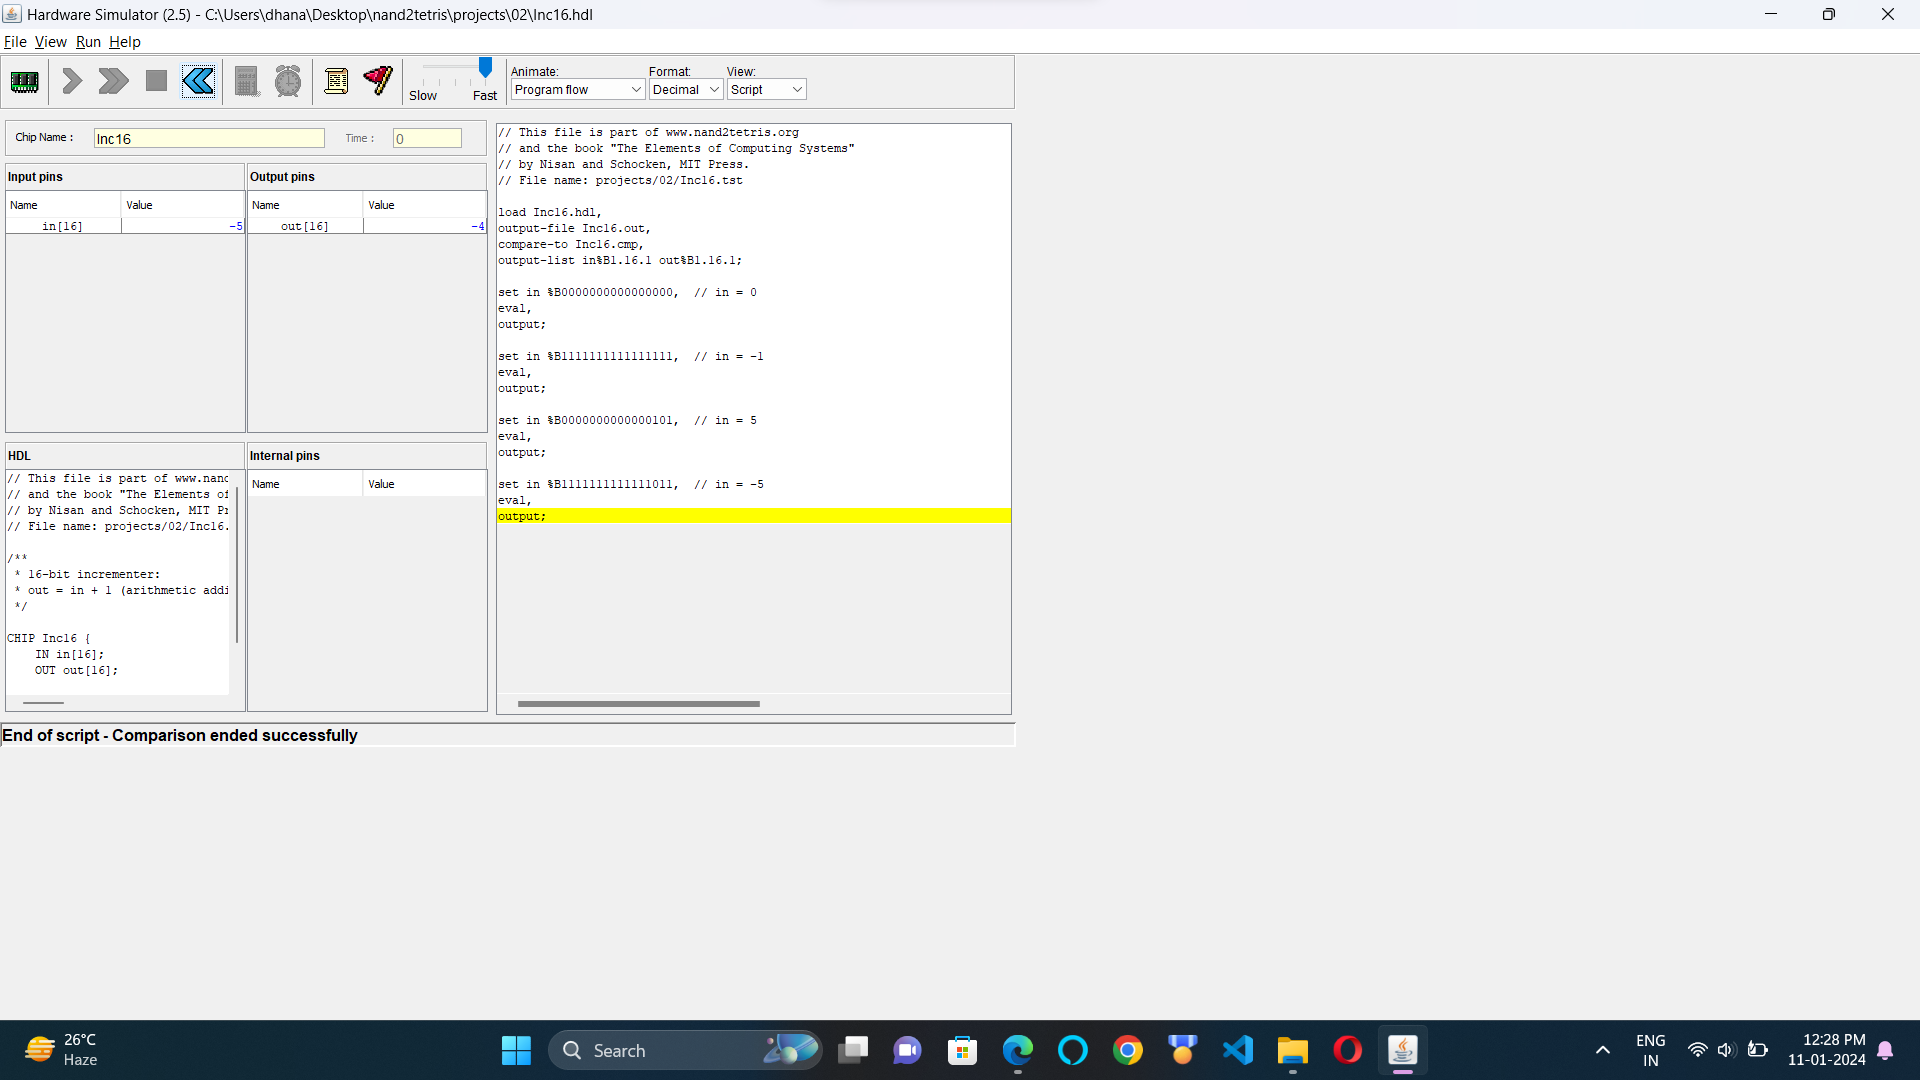 Hardware Simulator (2.5) - C:\Users\dhana\Desktop\nand2tetris\projects\02\Inc16.hdl
File View Run Help
Slow Fast
Animate: Format: View:
Program flow Decimal Script
Chip Name : Inc16 Time : 0
Input pins
Name Value
in[16] -5
Output pins
Name Value
out[16] -4
HDL
// This file is part of www.nand
// and the book "The Elements of
// by Nisan and Schocken, MIT Pr
// File name: projects/02/Inc16.
/**
* 16-bit incrementer:
* out = in + 1 (arithmetic addi
*/
CHIP Inc16 {
IN in[16];
OUT out[16];
Internal pins
Name Value
// This file is part of www.nand2tetris.org
// and the book "The Elements of Computing Systems"
// by Nisan and Schocken, MIT Press.
// File name: projects/02/Inc16.tst
load Inc16.hdl,
output-file Inc16.out,
compare-to Inc16.cmp,
output-list in%B1.16.1 out%B1.16.1;
set in %B0000000000000000,  // in = 0
eval,
output;
set in %B1111111111111111,  // in = -1
eval,
output;
set in %B0000000000000101,  // in = 5
eval,
output;
set in %B1111111111111011,  // in = -5
eval,
output;
End of script - Comparison ended successfully
26°C
Haze
Search
ENG
IN
12:28 PM
11-01-2024